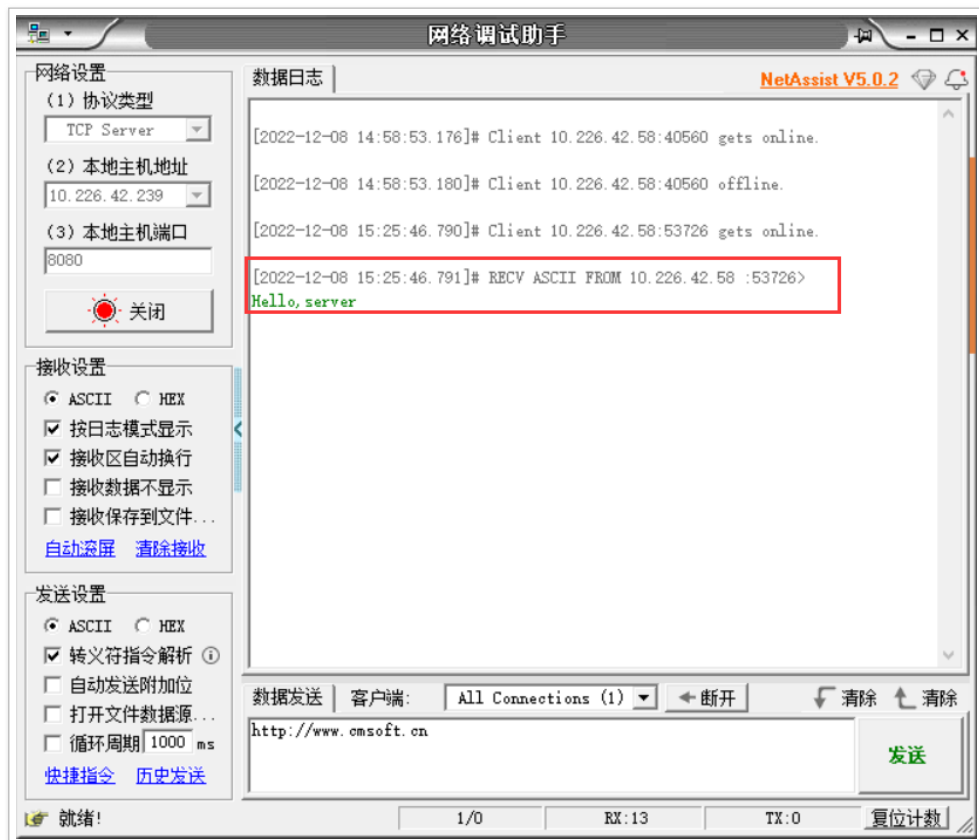 网络调试助手
网络设置
(1) 协议类型
TCP Server
(2) 本地主机地址
10.226.42.239
(3) 本地主机端口
8080
关闭
接收设置
ASCII HEX
按日志模式显示
接收区自动换行
接收数据不显示
接收保存到文件...
自动滚屏 清除接收
发送设置
ASCII HEX
转义符指令解析
自动发送附加位
打开文件数据源...
循环周期 1000 ms
快捷指令 历史发送
数据日志
NetAssist V5.0.2
[2022-12-08 14:58:53.176]# Client 10.226.42.58:40560 gets online.
[2022-12-08 14:58:53.180]# Client 10.226.42.58:40560 offline.
[2022-12-08 15:25:46.790]# Client 10.226.42.58:53726 gets online.
[2022-12-08 15:25:46.791]# RECV ASCII FROM 10.226.42.58 :53726>
Hello,server
数据发送 客户端: All Connections (1) 断开 清除 清除
http://www.cmsoft.cn
发送
就绪! 1/0 RX:13 TX:0 复位计数